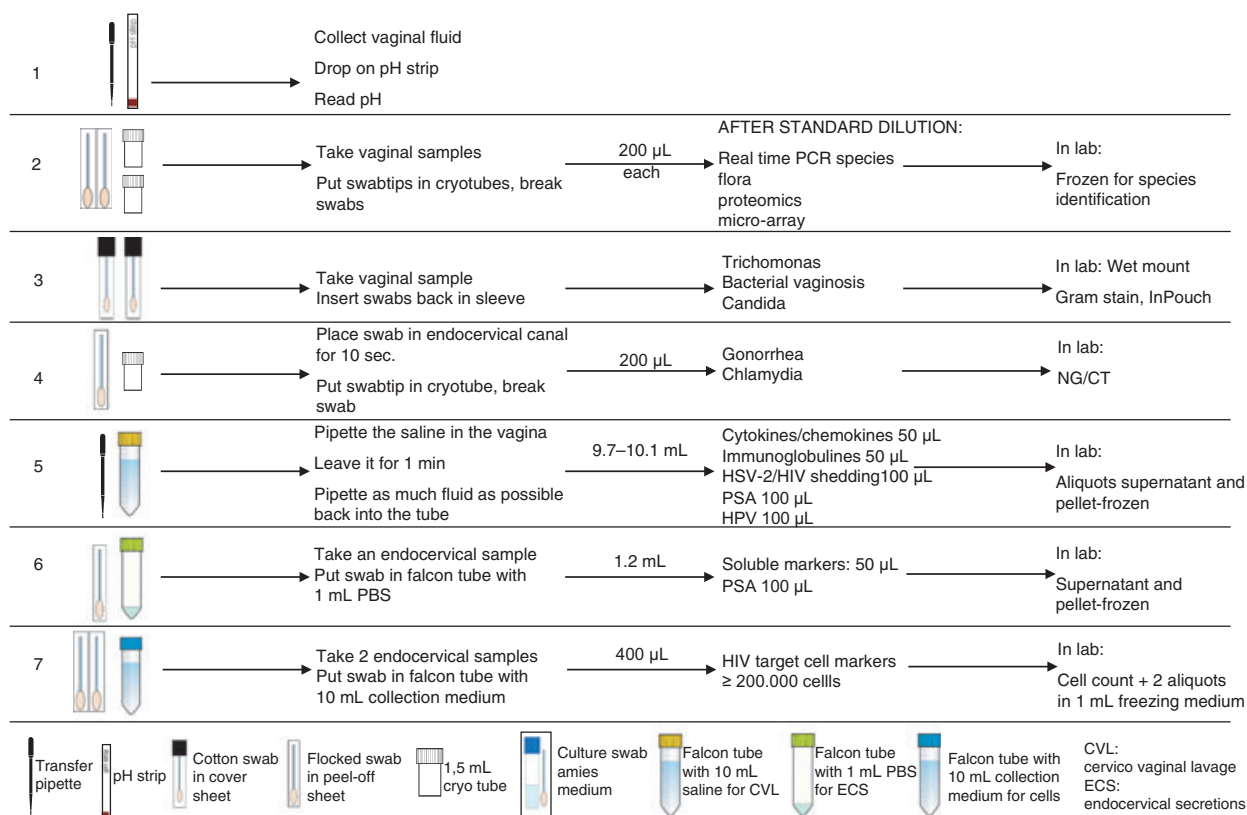 1
pH strip
Collect vaginal fluid
Drop on pH strip
Read pH
2
Take vaginal samples
Put swabtips in cryotubes, break
swabs
200 µL
each
AFTER STANDARD DILUTION:
Real time PCR species
flora
proteomics
micro-array
In lab:
Frozen for species
identification
3
Take vaginal sample
Insert swabs back in sleeve
Trichomonas
Bacterial vaginosis
Candida
In lab: Wet mount
Gram stain, InPouch
4
Place swab in endocervical canal
for 10 sec.
Put swabtip in cryotube, break
swab
200 µL
Gonorrhea
Chlamydia
In lab:
NG/CT
5
Pipette the saline in the vagina
Leave it for 1 min
Pipette as much fluid as possible
back into the tube
9.7–10.1 mL
Cytokines/chemokines 50 µL
Immunoglobulines 50 µL
HSV-2/HIV shedding100 µL
PSA 100 µL
HPV 100 µL
In lab:
Aliquots supernatant and
pellet-frozen
6
Take an endocervical sample
Put swab in falcon tube with
1 mL PBS
1.2 mL
Soluble markers: 50 µL
PSA 100 µL
In lab:
Supernatant and
pellet-frozen
7
Take 2 endocervical samples
Put swab in falcon tube with
10 mL collection medium
400 µL
HIV target cell markers
≥ 200.000 cellls
In lab:
Cell count + 2 aliquots
in 1 mL freezing medium
Transfer
pipette
pH strip
pH strip
Cotton swab
in cover
sheet
Flocked swab
in peel-off
sheet
1,5 mL
cryo tube
Culture swab
amies
medium
Falcon tube
with 10 mL
saline for CVL
Falcon tube
with 1 mL PBS
for ECS
Falcon tube with
10 mL collection
medium for cells
CVL:
cervico vaginal lavage
ECS:
endocervical secretions